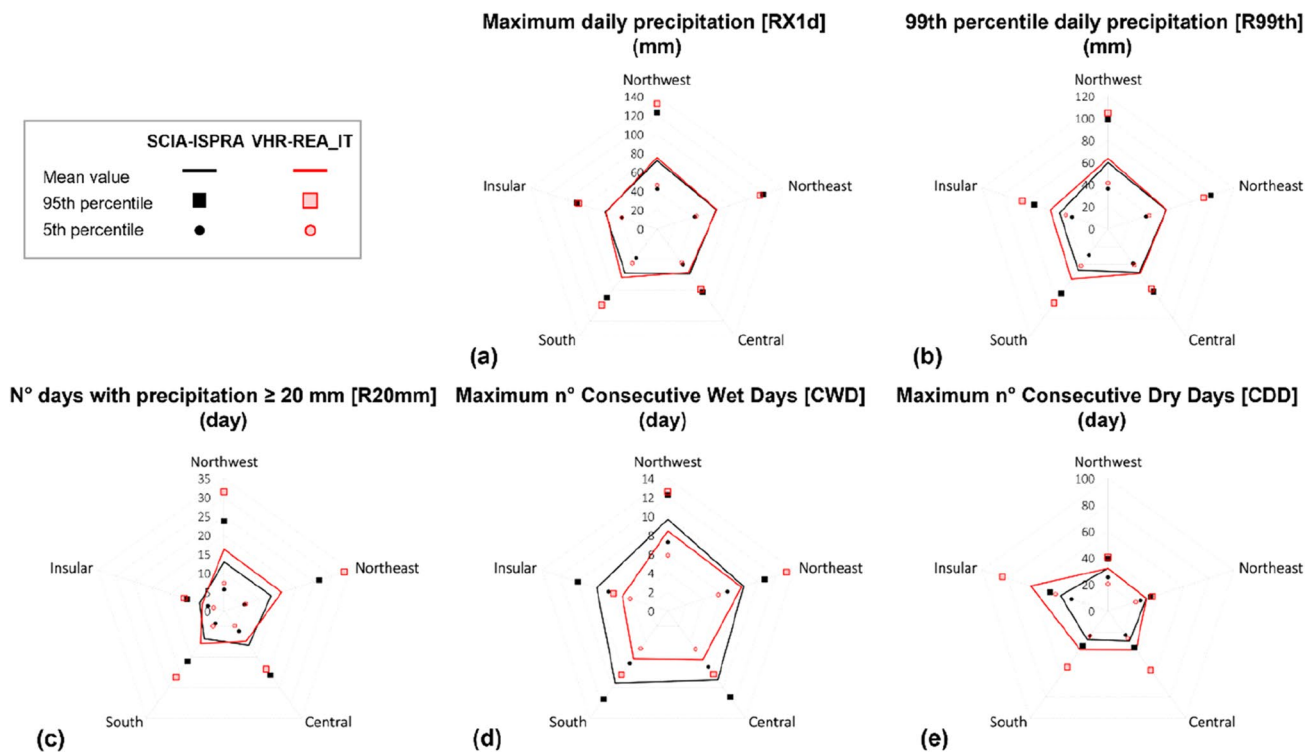 SCIA-ISPRA VHR-REA_IT
Mean value
95th percentile
5th percentile
Maximum daily precipitation [RX1d]
(mm)
Northwest
140
120
100
80
60
40
20
0
Insular
Northeast
South
Central
(a)
99th percentile daily precipitation [R99th]
(mm)
Northwest
120
100
80
60
40
20
0
Insular
Northeast
South
Central
(b)
N° days with precipitation ≥ 20 mm [R20mm]
(day)
Northwest
35
30
25
20
15
10
5
0
Insular
Northeast
South
Central
(c)
Maximum n° Consecutive Wet Days [CWD]
(day)
Northwest
14
12
10
8
6
4
2
0
Insular
Northeast
South
Central
(d)
Maximum n° Consecutive Dry Days [CDD]
(day)
Northwest
100
80
60
40
20
0
Insular
Northeast
South
Central
(e)